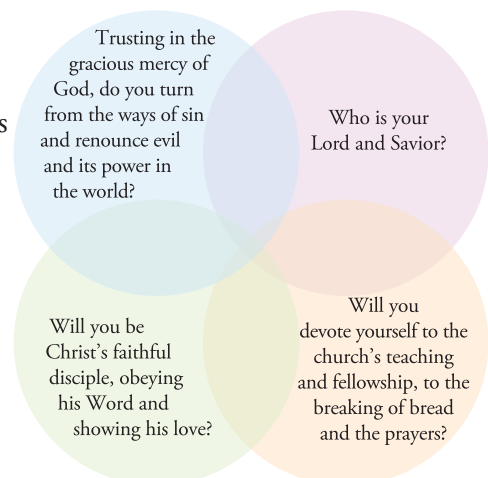 Trusting in the
gracious mercy of
God, do you turn
from the ways of sin
and renounce evil
and its power in
the world?
Who is your
Lord and Savior?
Will you be
Christ's faithful
disciple, obeying
his Word and
showing his love?
Will you
devote yourself to the
church's teaching
and fellowship, to the
breaking of bread
and the prayers?